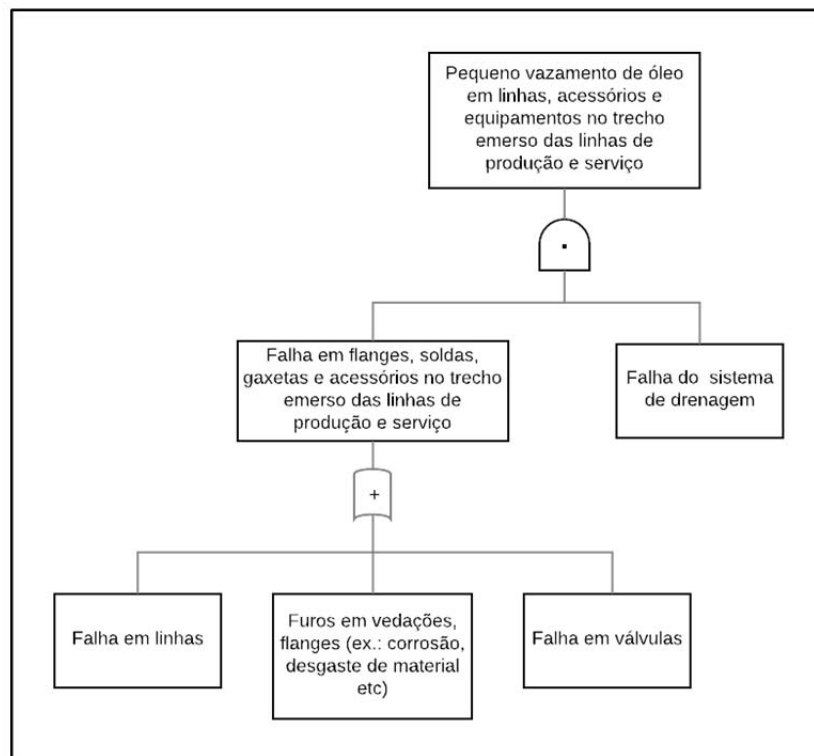 Pequeno vazamento de óleo
em linhas, acessórios e
equipamentos no trecho
emerso das linhas de
produção e serviço
.
Falha em flanges, soldas,
gaxetas e acessórios no trecho
emerso das linhas de
produção e serviço
Falha do sistema
de drenagem
+
Falha em linhas
Furos em vedações,
flanges (ex.: corrosão,
desgaste de material
etc)
Falha em válvulas